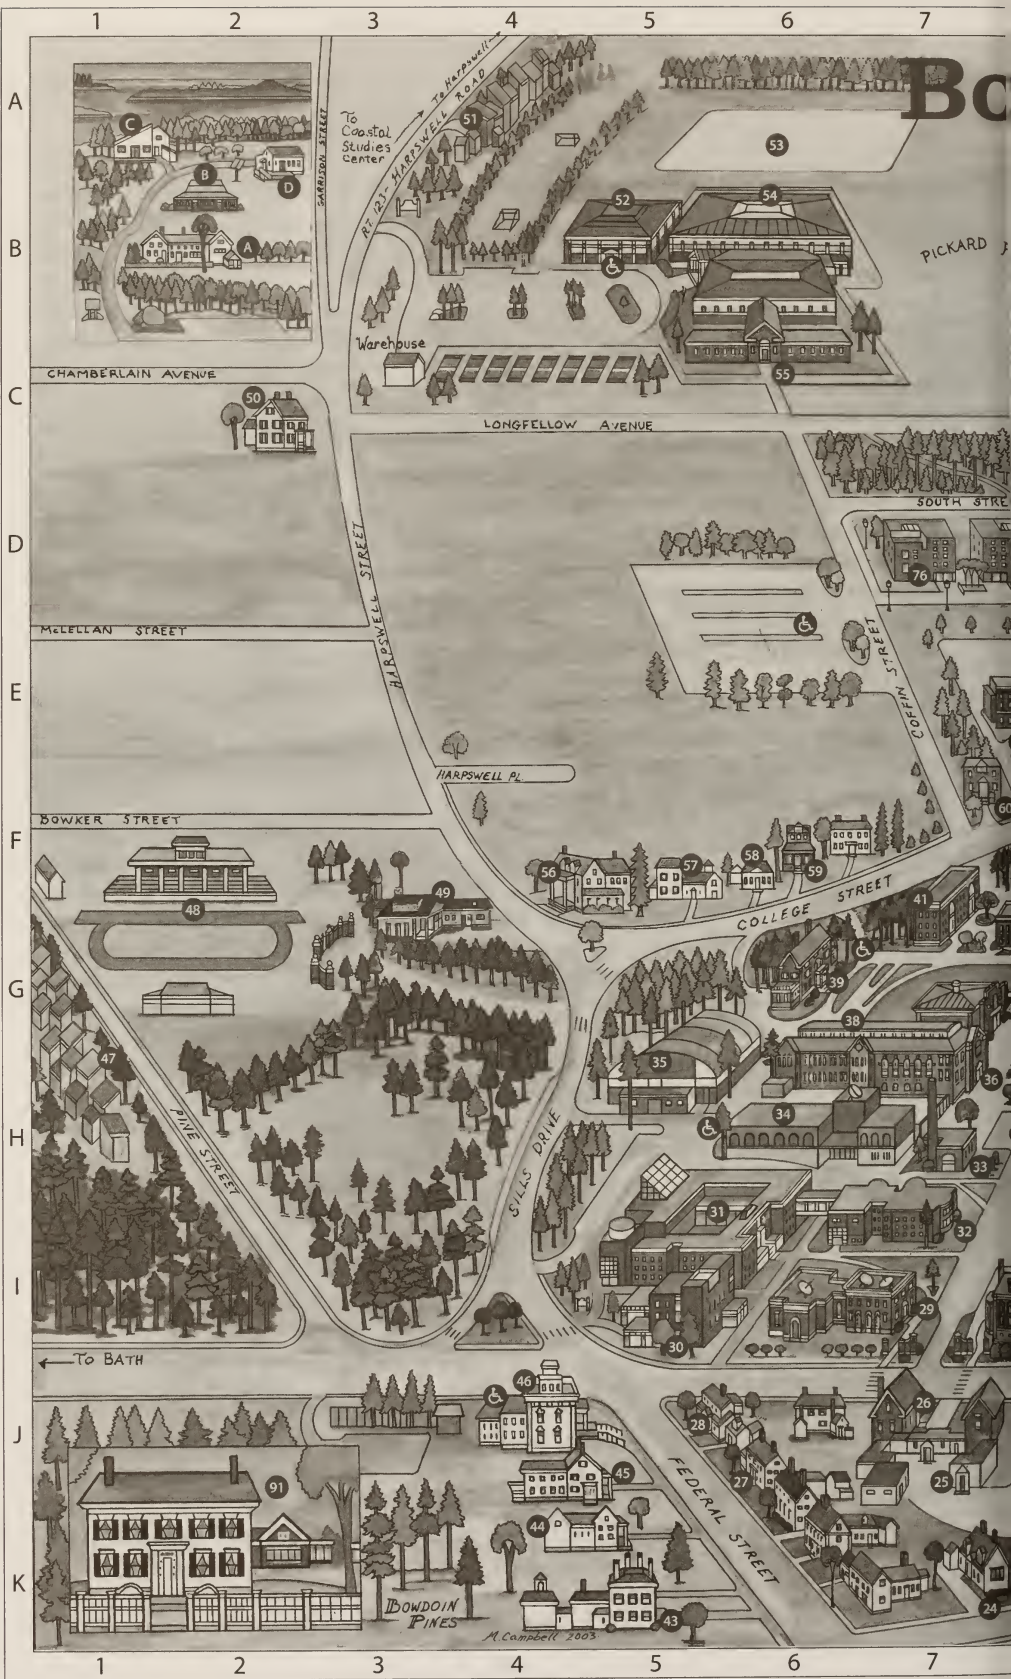 1 2 3 4 5 6 7
A
B
C
D
E
F
G
H
I
J
K
Bo
To Harpswell
To
Coastal
Studies
Center
RT 123 - HARPSWELL ROAD
GARRISON STREET
51
53
C
B
D
A
52
54
PICKARD
Warehouse
55
CHAMBERLAIN AVENUE
50
LONGFELLOW AVENUE
SOUTH STRE
76
HARPSWELL STREET
McLELLAN STREET
COFFIN STREET
HARPSWELL PL.
60
BOWKER STREET
48
49
56
57
58
59
COLLEGE STREET
41
39
38
47
35
36
PINE STREET
SILLS DRIVE
34
33
31
32
29
30
← TO BATH
46
28
26
45
27
25
91
44
FEDERAL STREET
BOWDOIN
PINES
43
24
M. Campbell 2003
1 2 3 4 5 6 7